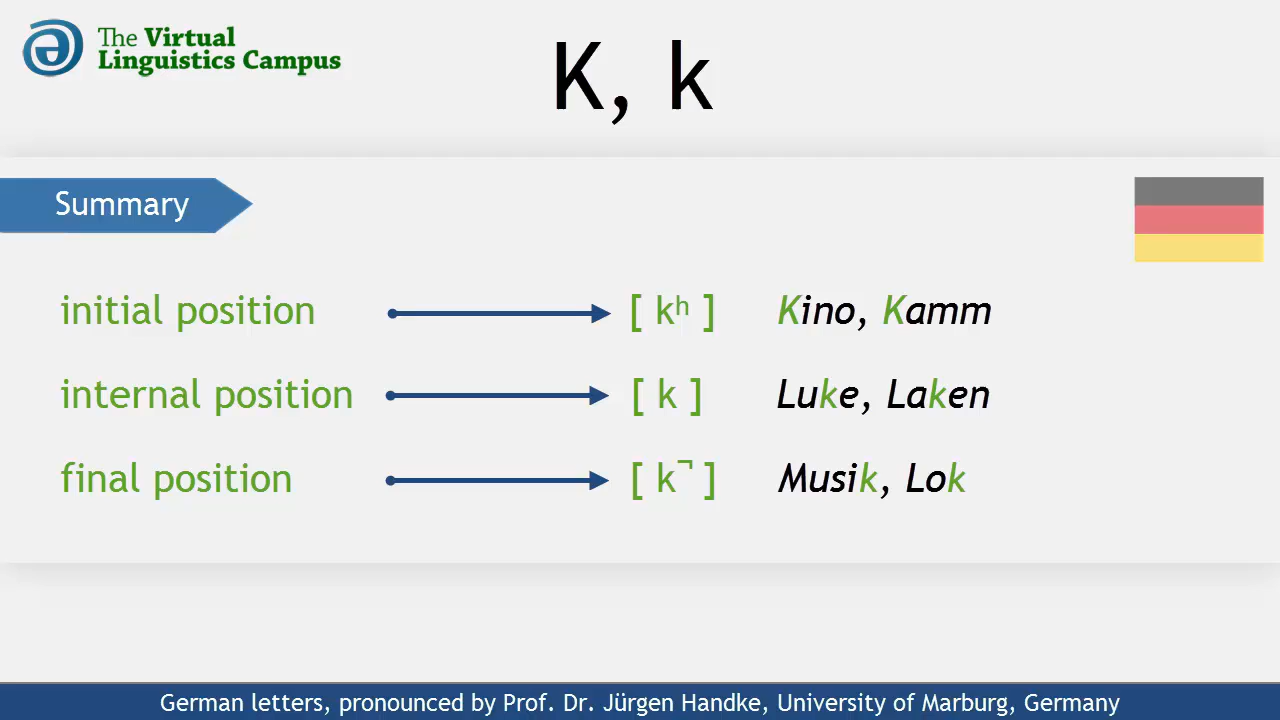 The Virtual
Linguistics Campus
K, k
Summary
initial position [ kʰ ] Kino, Kamm
internal position [ k ] Luke, Laken
final position [ k̚ ] Musik, Lok
German letters, pronounced by Prof. Dr. Jürgen Handke, University of Marburg, Germany